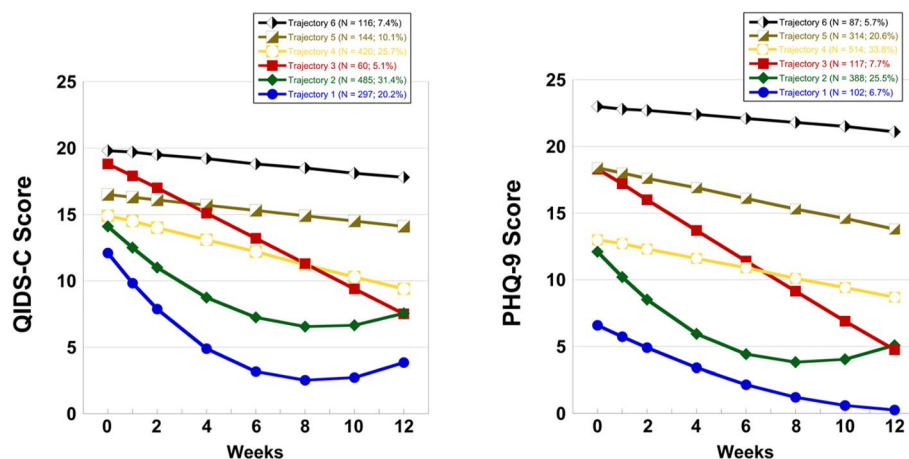 Trajectory 6 (N = 116; 7.4%)
Trajectory 5 (N = 144; 10.1%)
Trajectory 4 (N = 420; 25.7%)
Trajectory 3 (N = 60; 5.1%)
Trajectory 2 (N = 485; 31.4%)
Trajectory 1 (N = 297; 20.2%)
25
20
15
10
5
0
QIDS-C Score
0 2 4 6 8 10 12
Weeks
Trajectory 6 (N = 87; 5.7%)
Trajectory 5 (N = 314; 20.6%)
Trajectory 4 (N = 514; 33.8%)
Trajectory 3 (N = 117; 7.7%
Trajectory 2 (N = 388; 25.5%)
Trajectory 1 (N = 102; 6.7%)
25
20
15
10
5
0
PHQ-9 Score
0 2 4 6 8 10 12
Weeks